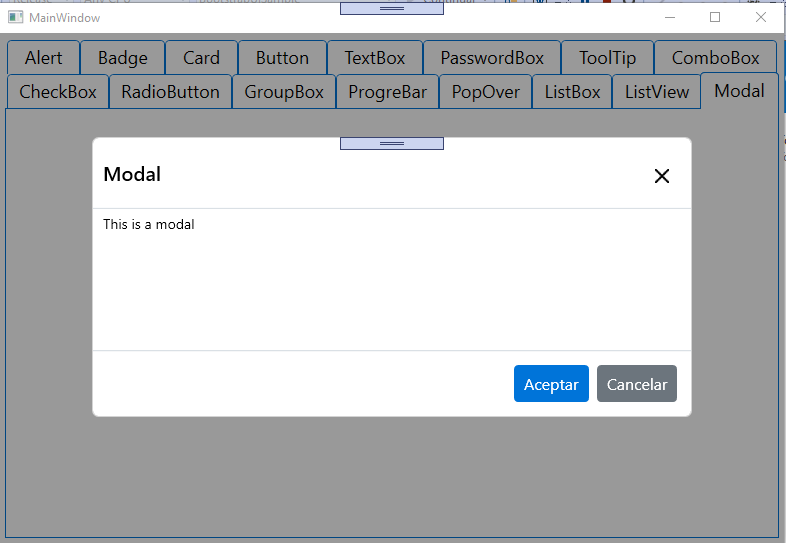 MainWindow
Alert Badge Card Button TextBox PasswordBox ToolTip ComboBox
CheckBox RadioButton GroupBox ProgreBar PopOver ListBox ListView Modal
Modal
This is a modal
Aceptar Cancelar